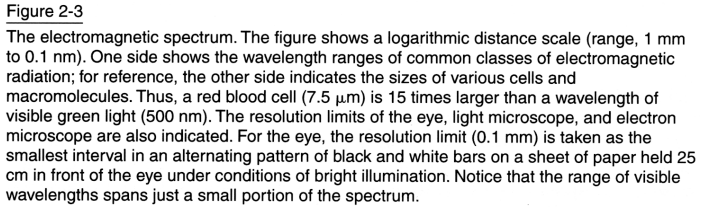 Figure 2-3
The electromagnetic spectrum. The figure shows a logarithmic distance scale (range, 1 mm
to 0.1 nm). One side shows the wavelength ranges of common classes of electromagnetic
radiation; for reference, the other side indicates the sizes of various cells and
macromolecules. Thus, a red blood cell (7.5 μm) is 15 times larger than a wavelength of
visible green light (500 nm). The resolution limits of the eye, light microscope, and electron
microscope are also indicated. For the eye, the resolution limit (0.1 mm) is taken as the
smallest interval in an alternating pattern of black and white bars on a sheet of paper held 25
cm in front of the eye under conditions of bright illumination. Notice that the range of visible
wavelengths spans just a small portion of the spectrum.